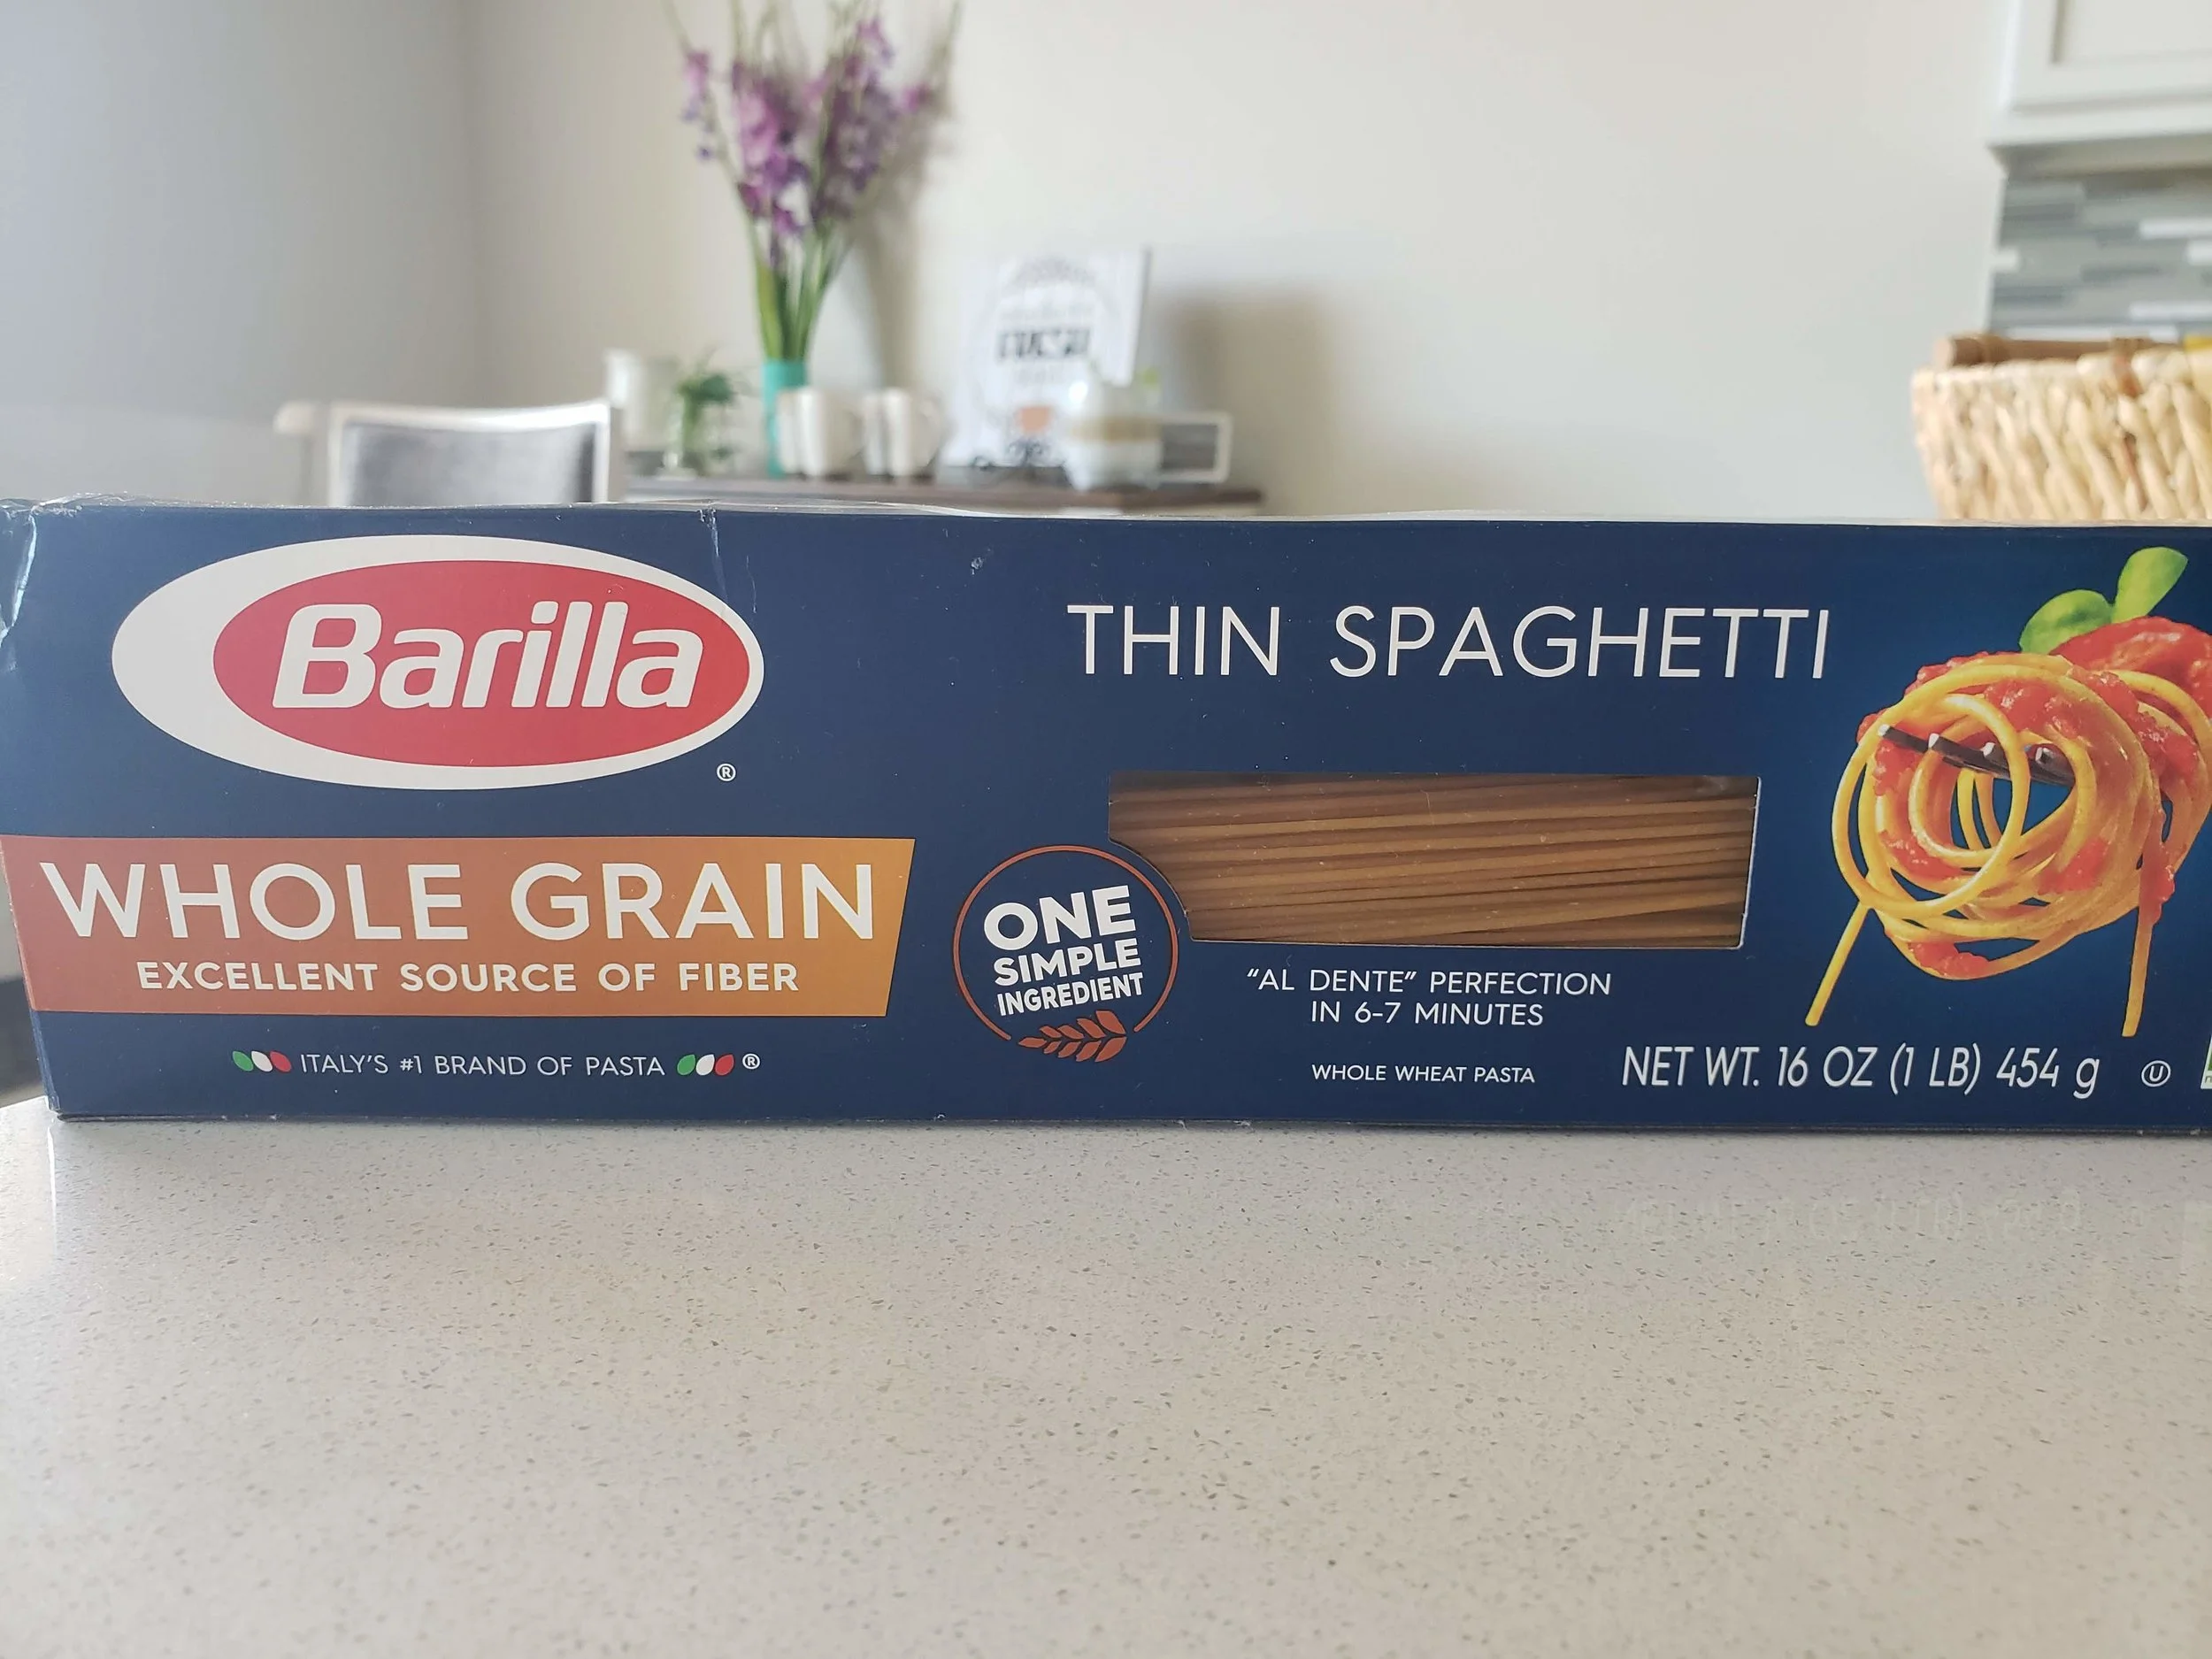 Barilla
®
WHOLE GRAIN
EXCELLENT SOURCE OF FIBER
ITALY'S #1 BRAND OF PASTA ®
THIN SPAGHETTI
ONE
SIMPLE
INGREDIENT
"AL DENTE" PERFECTION
IN 6-7 MINUTES
WHOLE WHEAT PASTA
NET WT. 16 OZ (1 LB) 454 g
U